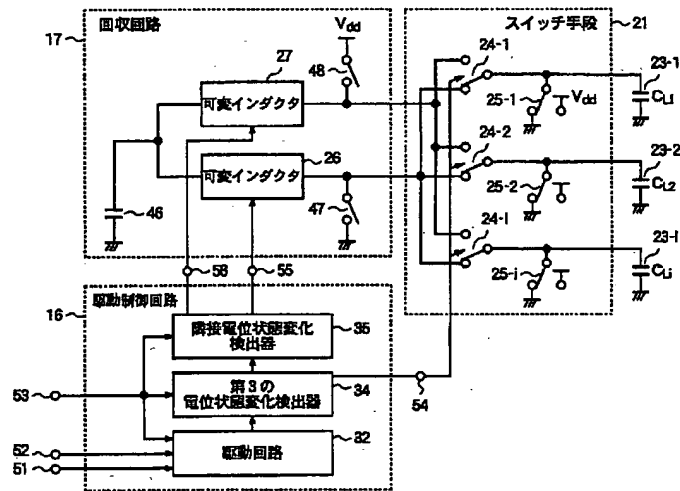 回収回路
17
Vdd
27
48
可変インダクタ
26
可変インダクタ
46
47
スイッチ手段
21
24-1
23-1
25-1
Vdd
CL1
24-2
23-2
25-2
CL2
24-i
23-i
25-i
CLi
56
55
16
駆動制御回路
隣接電位状態変化
検出器
35
53
第3の
電位状態変化検出器
34
54
52
51
駆動回路
32